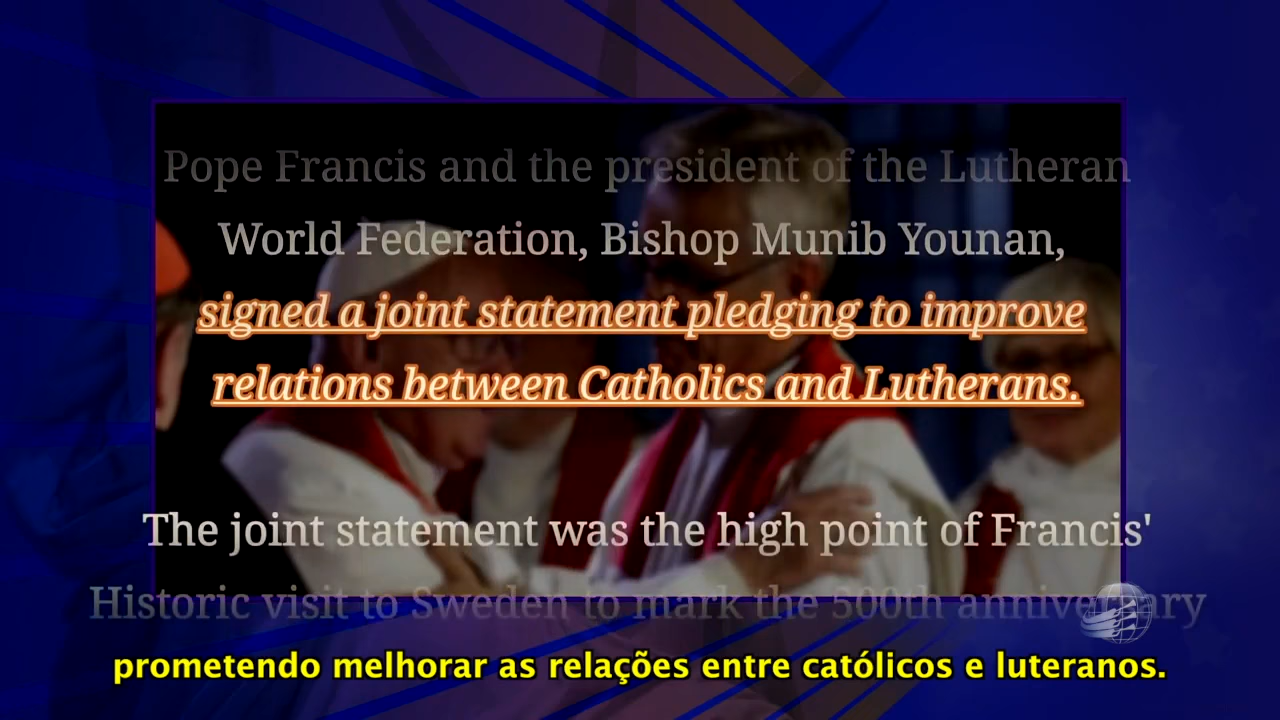 Pope Francis and the president of the Lutheran
World Federation, Bishop Munib Younan,
signed a joint statement pledging to improve
relations between Catholics and Lutherans.
The joint statement was the high point of Francis'
Historic visit to Sweden to mark the 500th anniversary
prometendo melhorar as relações entre católicos e luteranos.